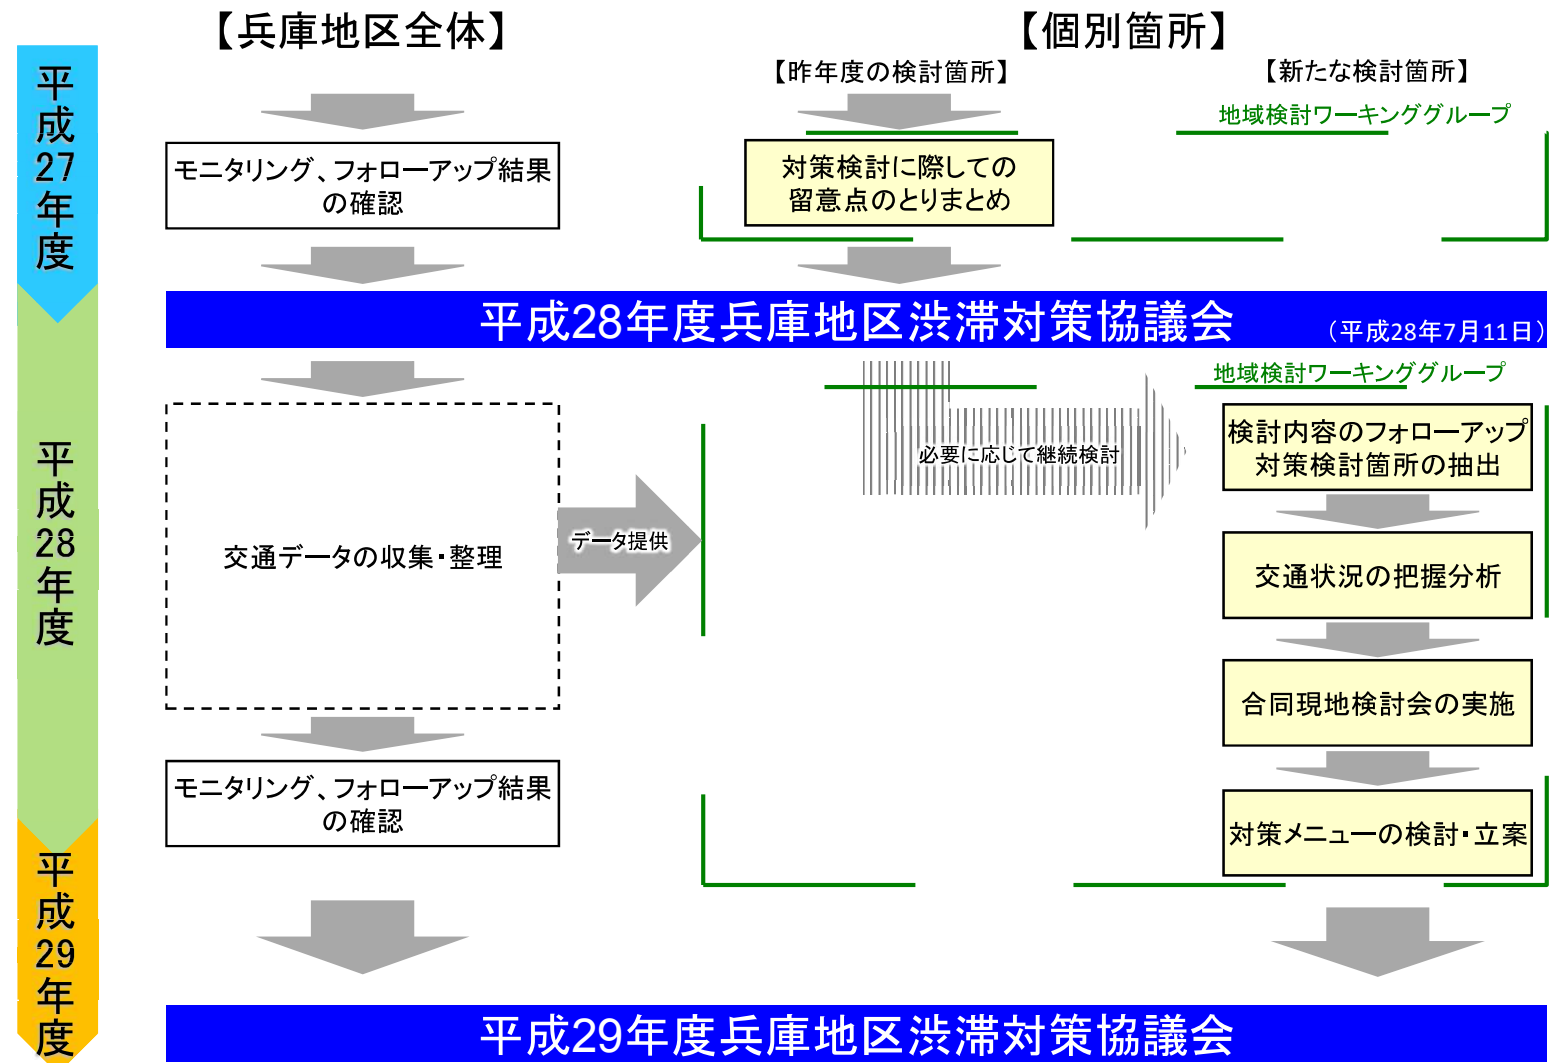 【兵庫地区全体】
【個別箇所】
【昨年度の検討箇所】
【新たな検討箇所】
平成27年度
地域検討ワーキンググループ
モニタリング、フォローアップ結果
の確認
対策検討に際しての
留意点のとりまとめ
平成28年度兵庫地区渋滞対策協議会
（平成28年7月11日）
平成28年度
地域検討ワーキンググループ
必要に応じて継続検討
検討内容のフォローアップ
対策検討箇所の抽出
交通データの収集・整理
データ提供
交通状況の把握分析
合同現地検討会の実施
モニタリング、フォローアップ結果
の確認
対策メニューの検討・立案
平成29年度
平成29年度兵庫地区渋滞対策協議会